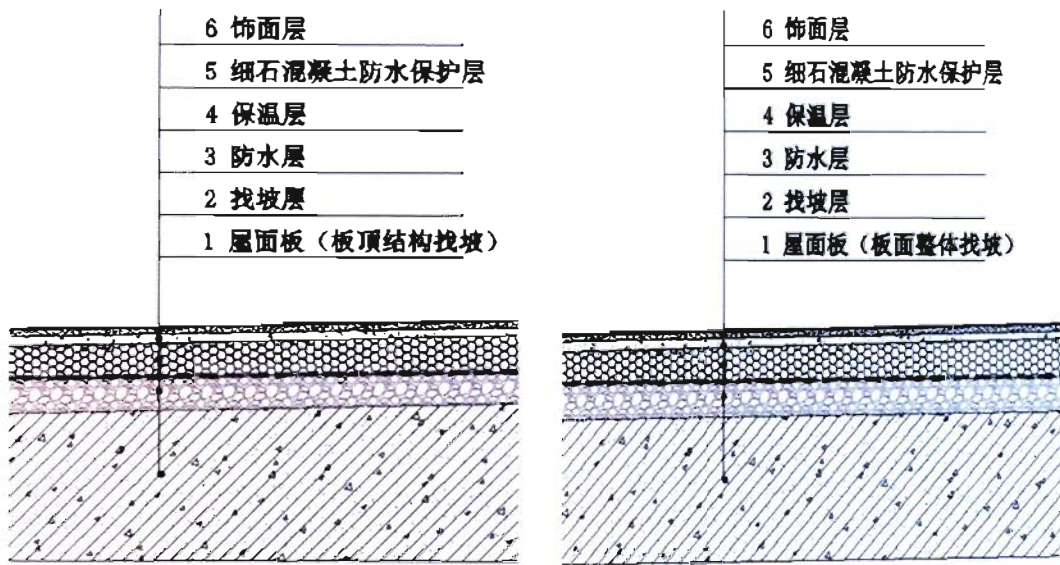 6 饰面层
5 细石混凝土防水保护层
4 保温层
3 防水层
2 找坡层
1 屋面板（板顶结构找坡）
6 饰面层
5 细石混凝土防水保护层
4 保温层
3 防水层
2 找坡层
1 屋面板（板面整体找坡）